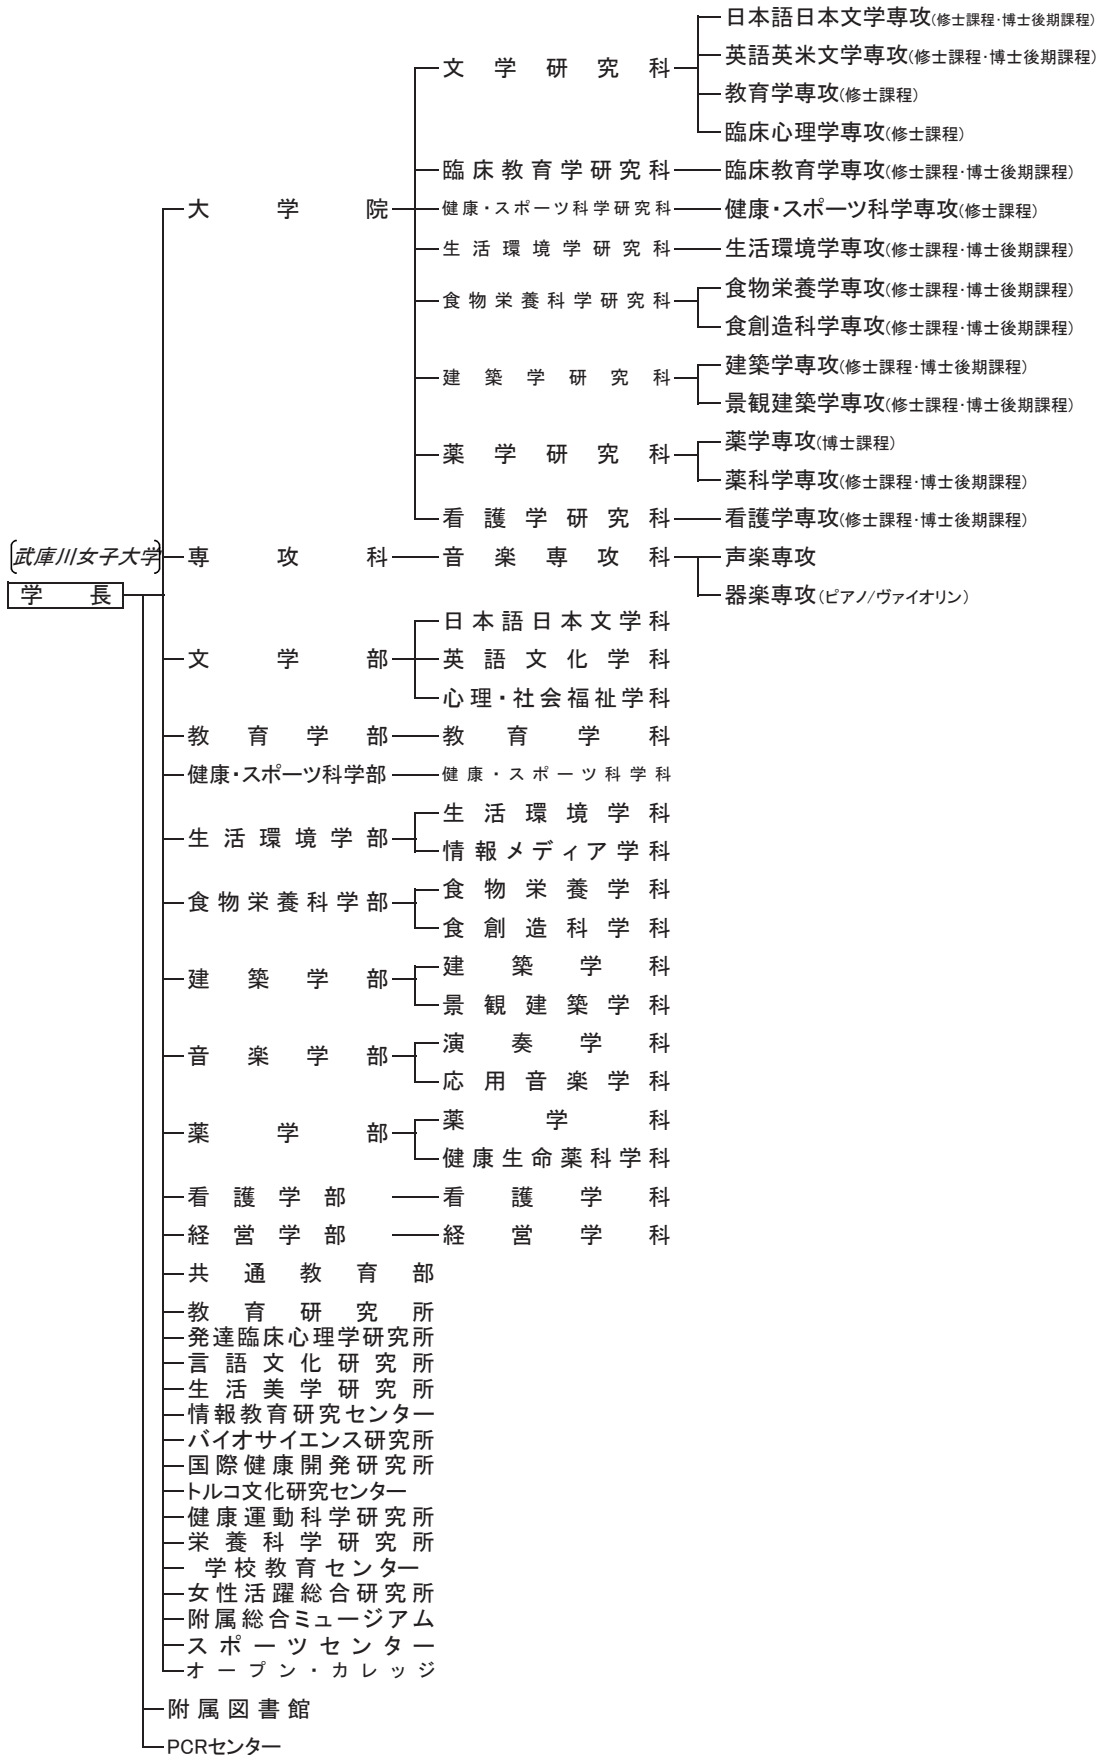 日本語日本文学専攻(修士課程・博士後期課程)
文学研究科 英語英米文学専攻(修士課程・博士後期課程)
教育学専攻(修士課程)
臨床心理学専攻(修士課程)
臨床教育学研究科 臨床教育学専攻(修士課程・博士後期課程)
大学院 健康・スポーツ科学研究科 健康・スポーツ科学専攻(修士課程)
生活環境学研究科 生活環境学専攻(修士課程・博士後期課程)
食物栄養科学研究科 食物栄養学専攻(修士課程・博士後期課程)
食創造科学専攻(修士課程・博士後期課程)
建築学研究科 建築学専攻(修士課程・博士後期課程)
景観建築学専攻(修士課程・博士後期課程)
薬学研究科 薬学専攻(博士課程)
薬科学専攻(修士課程・博士後期課程)
看護学研究科 看護学専攻(修士課程・博士後期課程)
〔武庫川女子大学〕 専攻科 音楽専攻科 声楽専攻
学長 器楽専攻(ピアノ/ヴァイオリン)
日本語日本文学科
文学部 英語文化学科
心理・社会福祉学科
教育学部 教育学科
健康・スポーツ科学部 健康・スポーツ科学科
生活環境学部 生活環境学科
情報メディア学科
食物栄養科学部 食物栄養学科
食創造科学科
建築学部 建築学科
景観建築学科
音楽学部 演奏学科
応用音楽学科
薬学部 薬学科
健康生命薬科学科
看護学部 看護学科
経営学部 経営学科
共通教育部
教育研究所
発達臨床心理学研究所
言語文化研究所
生活美学研究所
情報教育研究センター
バイオサイエンス研究所
国際健康開発研究所
トルコ文化研究センター
健康運動科学研究所
栄養科学研究所
学校教育センター
女性活躍総合研究所
附属総合ミュージアム
スポーツセンター
オープン・カレッジ
附属図書館
PCRセンター